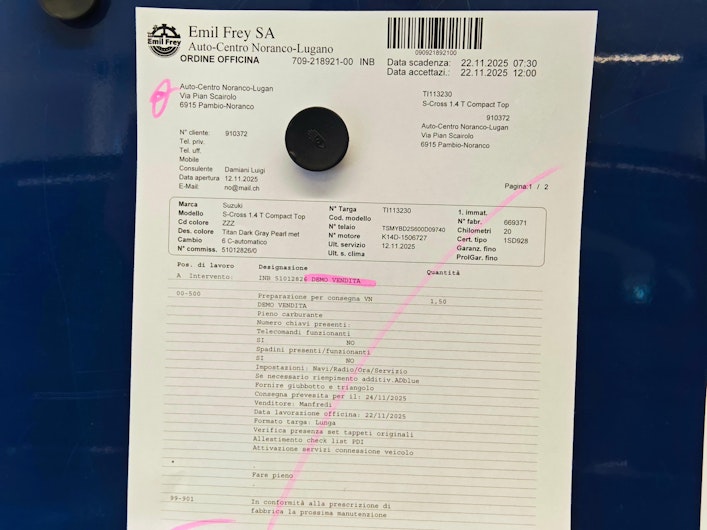 Emil Frey
Emil Frey SA
Auto-Centro Noranco-Lugano
ORDINE OFFICINA 709-218921-00 INB
090921892100
Data scadenza: 22.11.2025 07:30
Data accettazi.: 22.11.2025 12:00
Auto-Centro Noranco-Lugan
Via Pian Scairolo
6915 Pambio-Noranco
TI113230
S-Cross 1.4 T Compact Top
910372
Auto-Centro Noranco-Lugan
Via Pian Scairolo
6915 Pambio-Noranco
N° cliente: 910372
Tel. priv.
Tel. uff.
Mobile
Consulente Damiani Luigi
Data apertura 12.11.2025
E-Mail: no@mail.ch
Pagina: 1 / 2
Marca Suzuki
Modello S-Cross 1.4 T Compact Top
Cd colore ZZZ
Des. colore Titan Dark Gray Pearl met
Cambio 6 C-automatico
N° commiss. 51012826/0
N° Targa TI113230
Cod. modello
N° telaio TSMYBD2S600D09740
N° motore K14D-1506727
Ult. servizio 12.11.2025
Ult. s. clima
1. immat.
N° fabr. 669371
Chilometri 20
Cert. tipo 1SD928
Garanz. fino
ProlGar. fino
Pos. di lavoro Designazione Quantità
A Intervento: INB 51012826 DEMO VENDITA
00-500 Preparazione per consegna VN 1,50
DEMO VENDITA
Pieno carburante
Numero chiavi presenti:
Telecomandi funzionanti
SI NO
Spadini presenti/funzionanti
SI NO
Impostazioni: Navi/Radio/Ora/Servizio
Se necessario riempimento additiv.ADblue
Fornire giubbotto e triangolo
Consegna prevesita per il: 24/11/2025
Venditore: Manfredi
Data lavorazione officina: 22/11/2025
Formato targa: Lunga
Verifica presenza set tappeti originali
Allestimento check list PDI
Attivazione servizi connessione veicolo
Fare pieno
99-901 In conformità alla prescrizione di
fabbrica la prossima manutenzione